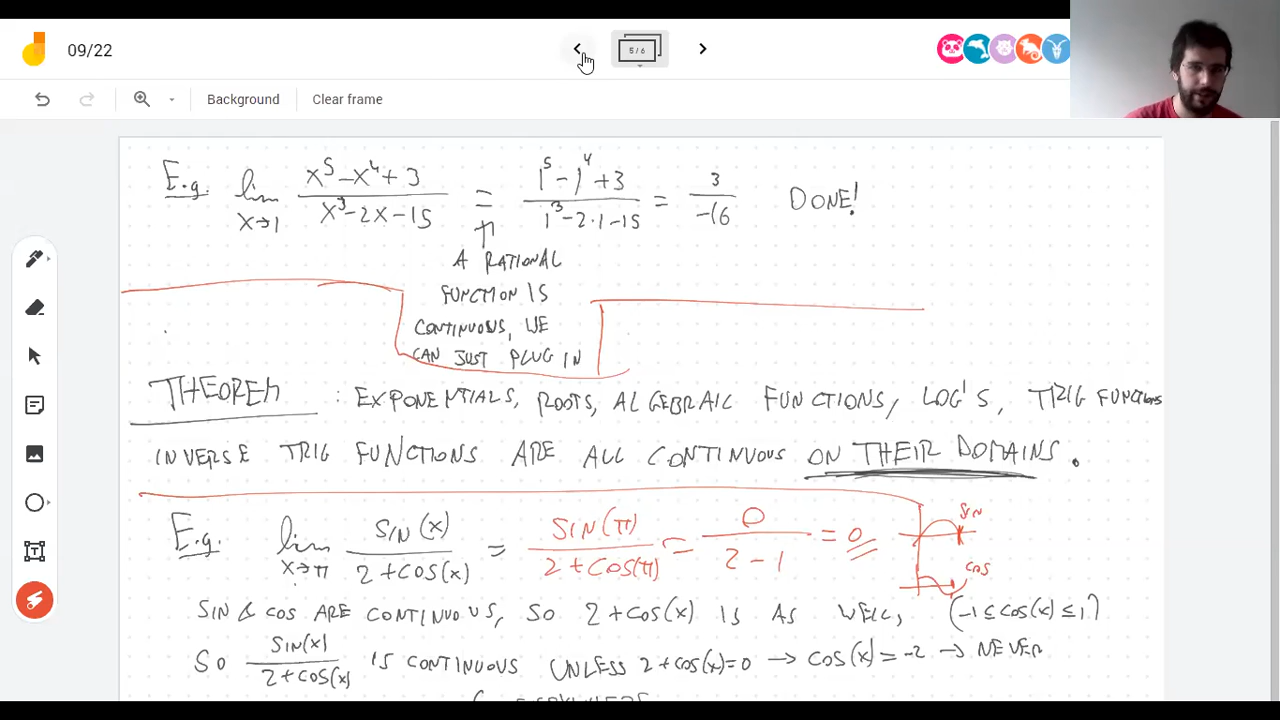 09/22
5/6
Background
Clear frame
E.g. lim x→1 (x^5 - x^4 + 3)/(x^3 - 2x - 15) = (1^5 - 1^4 + 3)/(1^3 - 2·1 - 15) = 3/-16 DONE!
A RATIONAL
FUNCTION IS
CONTINUOUS, WE
CAN JUST PLUG IN
THEOREM : EXPONENTIALS, ROOTS, ALGEBRAIC FUNCTIONS, LOG'S, TRIG FUNCTIONS
INVERSE TRIG FUNCTIONS ARE ALL CONTINUOUS ON THEIR DOMAINS.
E.g. lim x→π SIN(X)/(2+COS(X)) = SIN(π)/(2+COS(π)) = 0/(2-1) = 0
SIN
COS
SIN & COS ARE CONTINUOUS, SO 2+COS(X) IS AS WELL, (-1 ≤ COS(X) ≤ 1)
SO SIN(X)/(2+COS(X) IS CONTINUOUS UNLESS 2+COS(X)=0 → COS(X)=-2 → NEVER